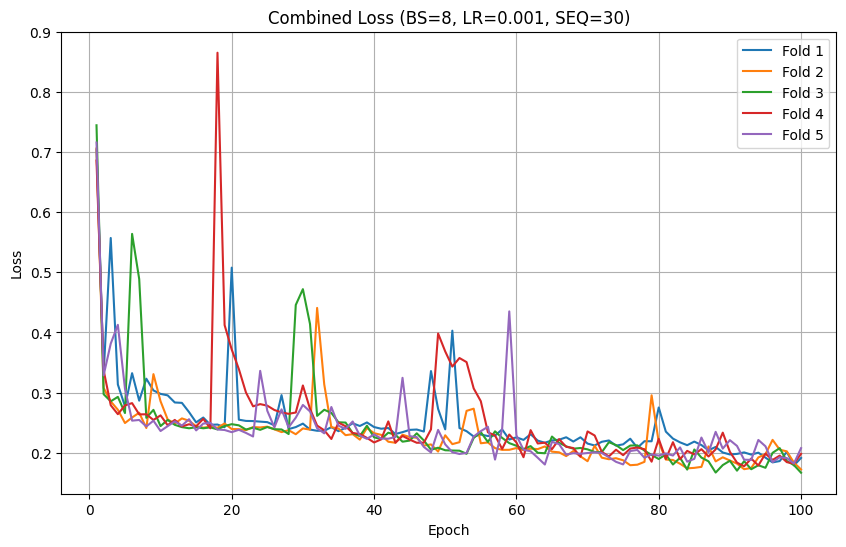 Combined Loss (BS=8, LR=0.001, SEQ=30)
0.9
0.8
0.7
0.6
0.5
0.4
0.3
0.2
Loss
Fold 1
Fold 2
Fold 3
Fold 4
Fold 5
0 20 40 60 80 100
Epoch